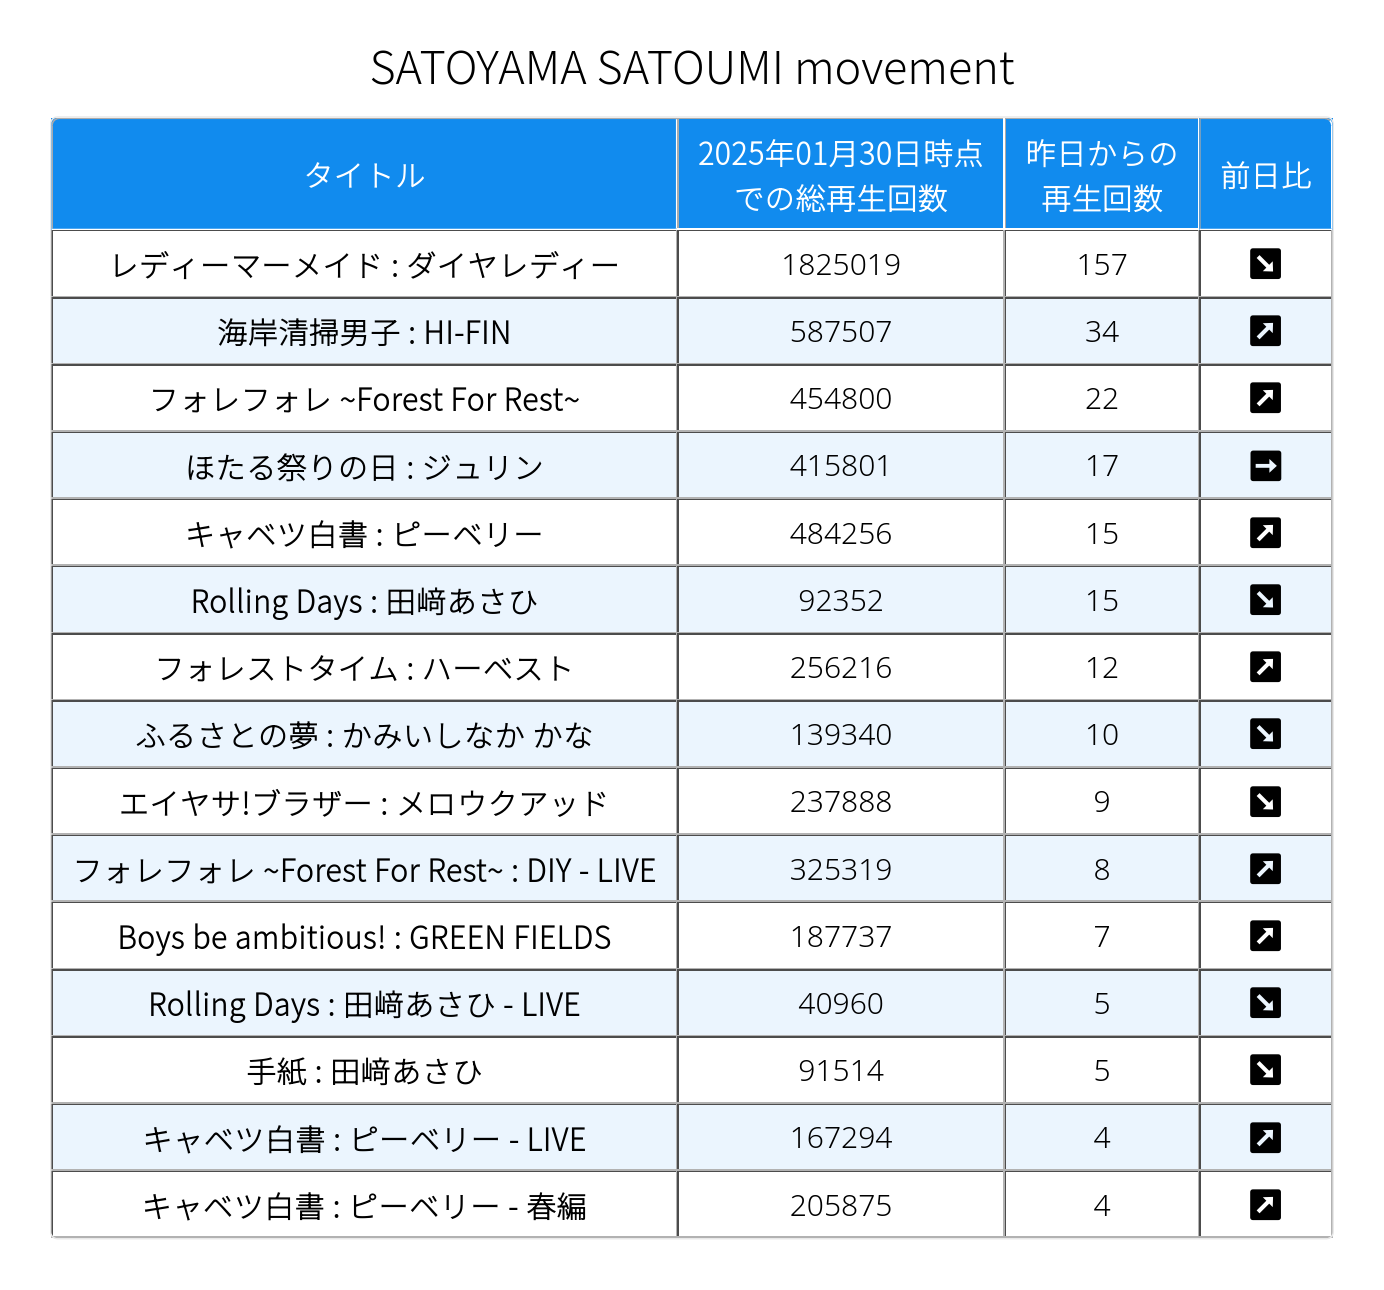 SATOYAMA SATOUMI movement
タイトル
2025年01月30日時点
での総再生回数
昨日からの
再生回数
前日比
レディーマーメイド : ダイヤレディー 1825019 157 ↘
海岸清掃男子 : HI-FIN 587507 34 ↗
フォレフォレ ~Forest For Rest~ 454800 22 ↗
ほたる祭りの日 : ジュリン 415801 17 →
キャベツ白書 : ピーベリー 484256 15 ↗
Rolling Days : 田﨑あさひ 92352 15 ↘
フォレストタイム : ハーベスト 256216 12 ↗
ふるさとの夢 : かみいしなか かな 139340 10 ↘
エイヤサ!ブラザー : メロウクアッド 237888 9 ↘
フォレフォレ ~Forest For Rest~ : DIY - LIVE 325319 8 ↗
Boys be ambitious! : GREEN FIELDS 187737 7 ↗
Rolling Days : 田﨑あさひ - LIVE 40960 5 ↘
手紙 : 田﨑あさひ 91514 5 ↘
キャベツ白書 : ピーベリー - LIVE 167294 4 ↗
キャベツ白書 : ピーベリー - 春編 205875 4 ↗